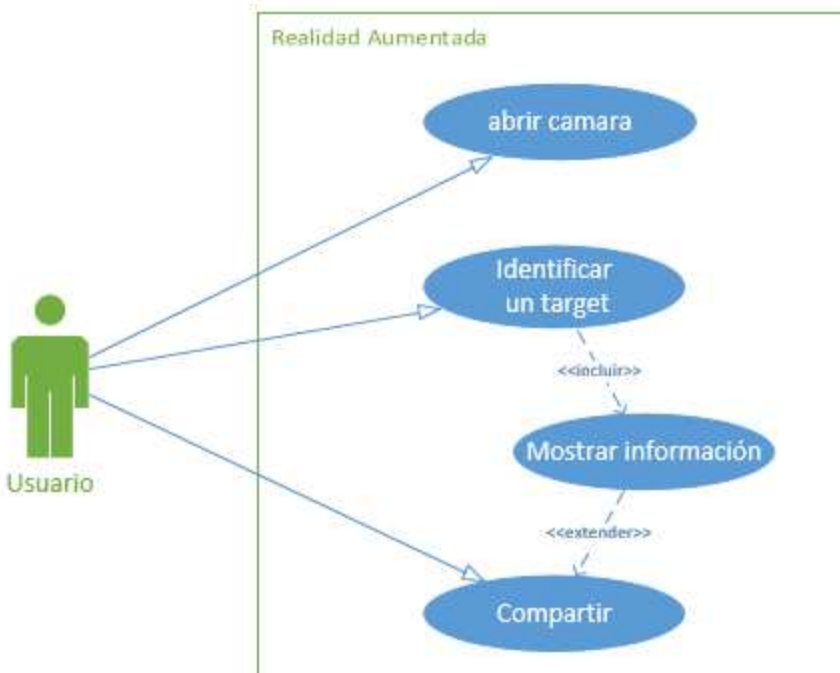 Realidad Aumentada
abrir camara
Identificar
un target
<<incluir>>
Mostrar información
Usuario
<<extender>>
Compartir